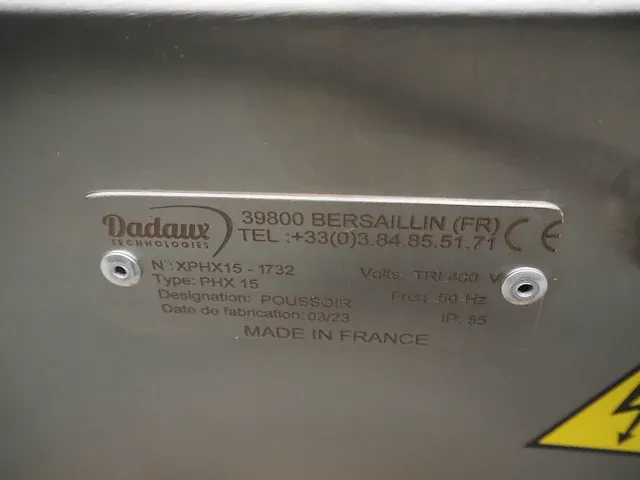 Dadaux
TECHNOLOGIES
39800 BERSAILLIN (FR)
TEL :+33(0)3.84.85.51.71
CE
N°:XPHX15 - 1732
Type: PHX 15
Designation: POUSSOIR
Date de fabrication: 03/23
Volts: TRI 400 V
Freq. 50 Hz
IP: 55
MADE IN FRANCE